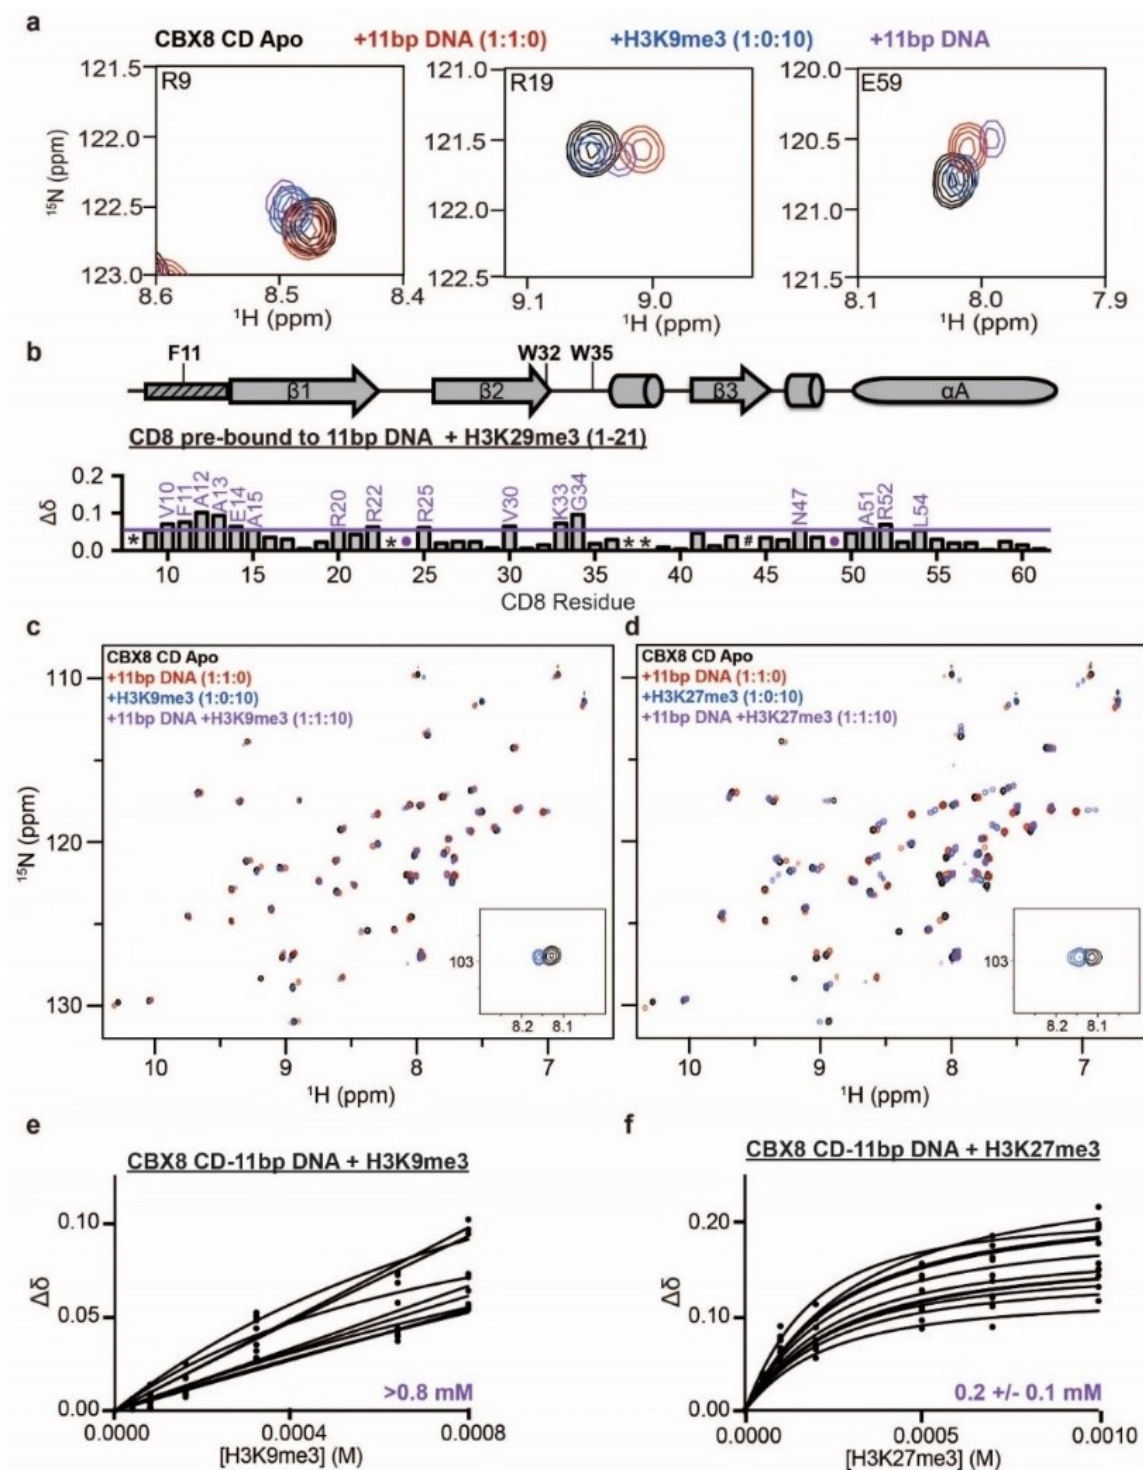 a
CBX8 CD Apo +11bp DNA (1:1:0) +H3K9me3 (1:0:10) +11bp DNA
R9
121.5
122.0
122.5
123.0
8.6 8.5 8.4
¹⁵N (ppm)
¹H (ppm)
R19
121.0
121.5
122.0
122.5
9.1 9.0
¹H (ppm)
E59
120.0
120.5
121.0
121.5
8.1 8.0 7.9
¹H (ppm)
b
F11 W32 W35
β1 β2 β3 αA
CD8 pre-bound to 11bp DNA + H3K29me3 (1-21)
0.2
0.1
0.0
Δδ
V10 F11 A12 A13 E14 A15 R20 R22 R25 V30 K33 G34 N47 A51 R52 L54
* * * * #
10 15 20 25 30 35 40 45 50 55 60
CD8 Residue
c
CBX8 CD Apo
+11bp DNA (1:1:0)
+H3K9me3 (1:0:10)
+11bp DNA +H3K9me3 (1:1:10)
110
120
130
¹⁵N (ppm)
103
8.2 8.1
10 9 8 7
¹H (ppm)
d
CBX8 CD Apo
+11bp DNA (1:1:0)
+H3K27me3 (1:0:10)
+11bp DNA +H3K27me3 (1:1:10)
103
8.2 8.1
10 9 8 7
¹H (ppm)
e
CBX8 CD-11bp DNA + H3K9me3
0.10
0.05
0.00
Δδ
>0.8 mM
0.0000 0.0004 0.0008
[H3K9me3] (M)
f
CBX8 CD-11bp DNA + H3K27me3
0.20
0.10
0.00
Δδ
0.2 +/- 0.1 mM
0.0000 0.0005 0.0010
[H3K27me3] (M)